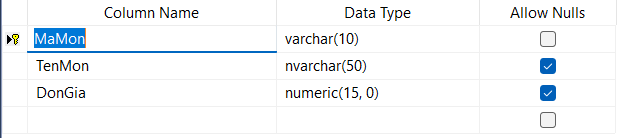 Column Name Data Type Allow Nulls
MaMon varchar(10)
TenMon nvarchar(50)
DonGia numeric(15, 0)